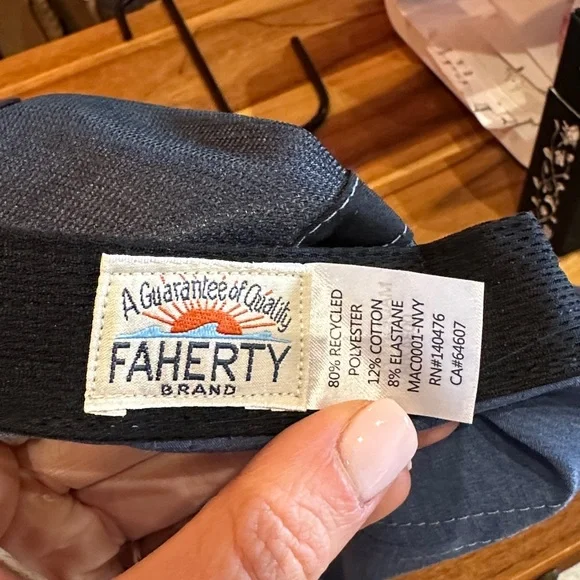 A Guarantee of Quality
FAHERTY
BRAND
80% RECYCLED
POLYESTER
12% COTTON
8% ELASTANE
MAC0001-NVY
RN#140476
CA#64607